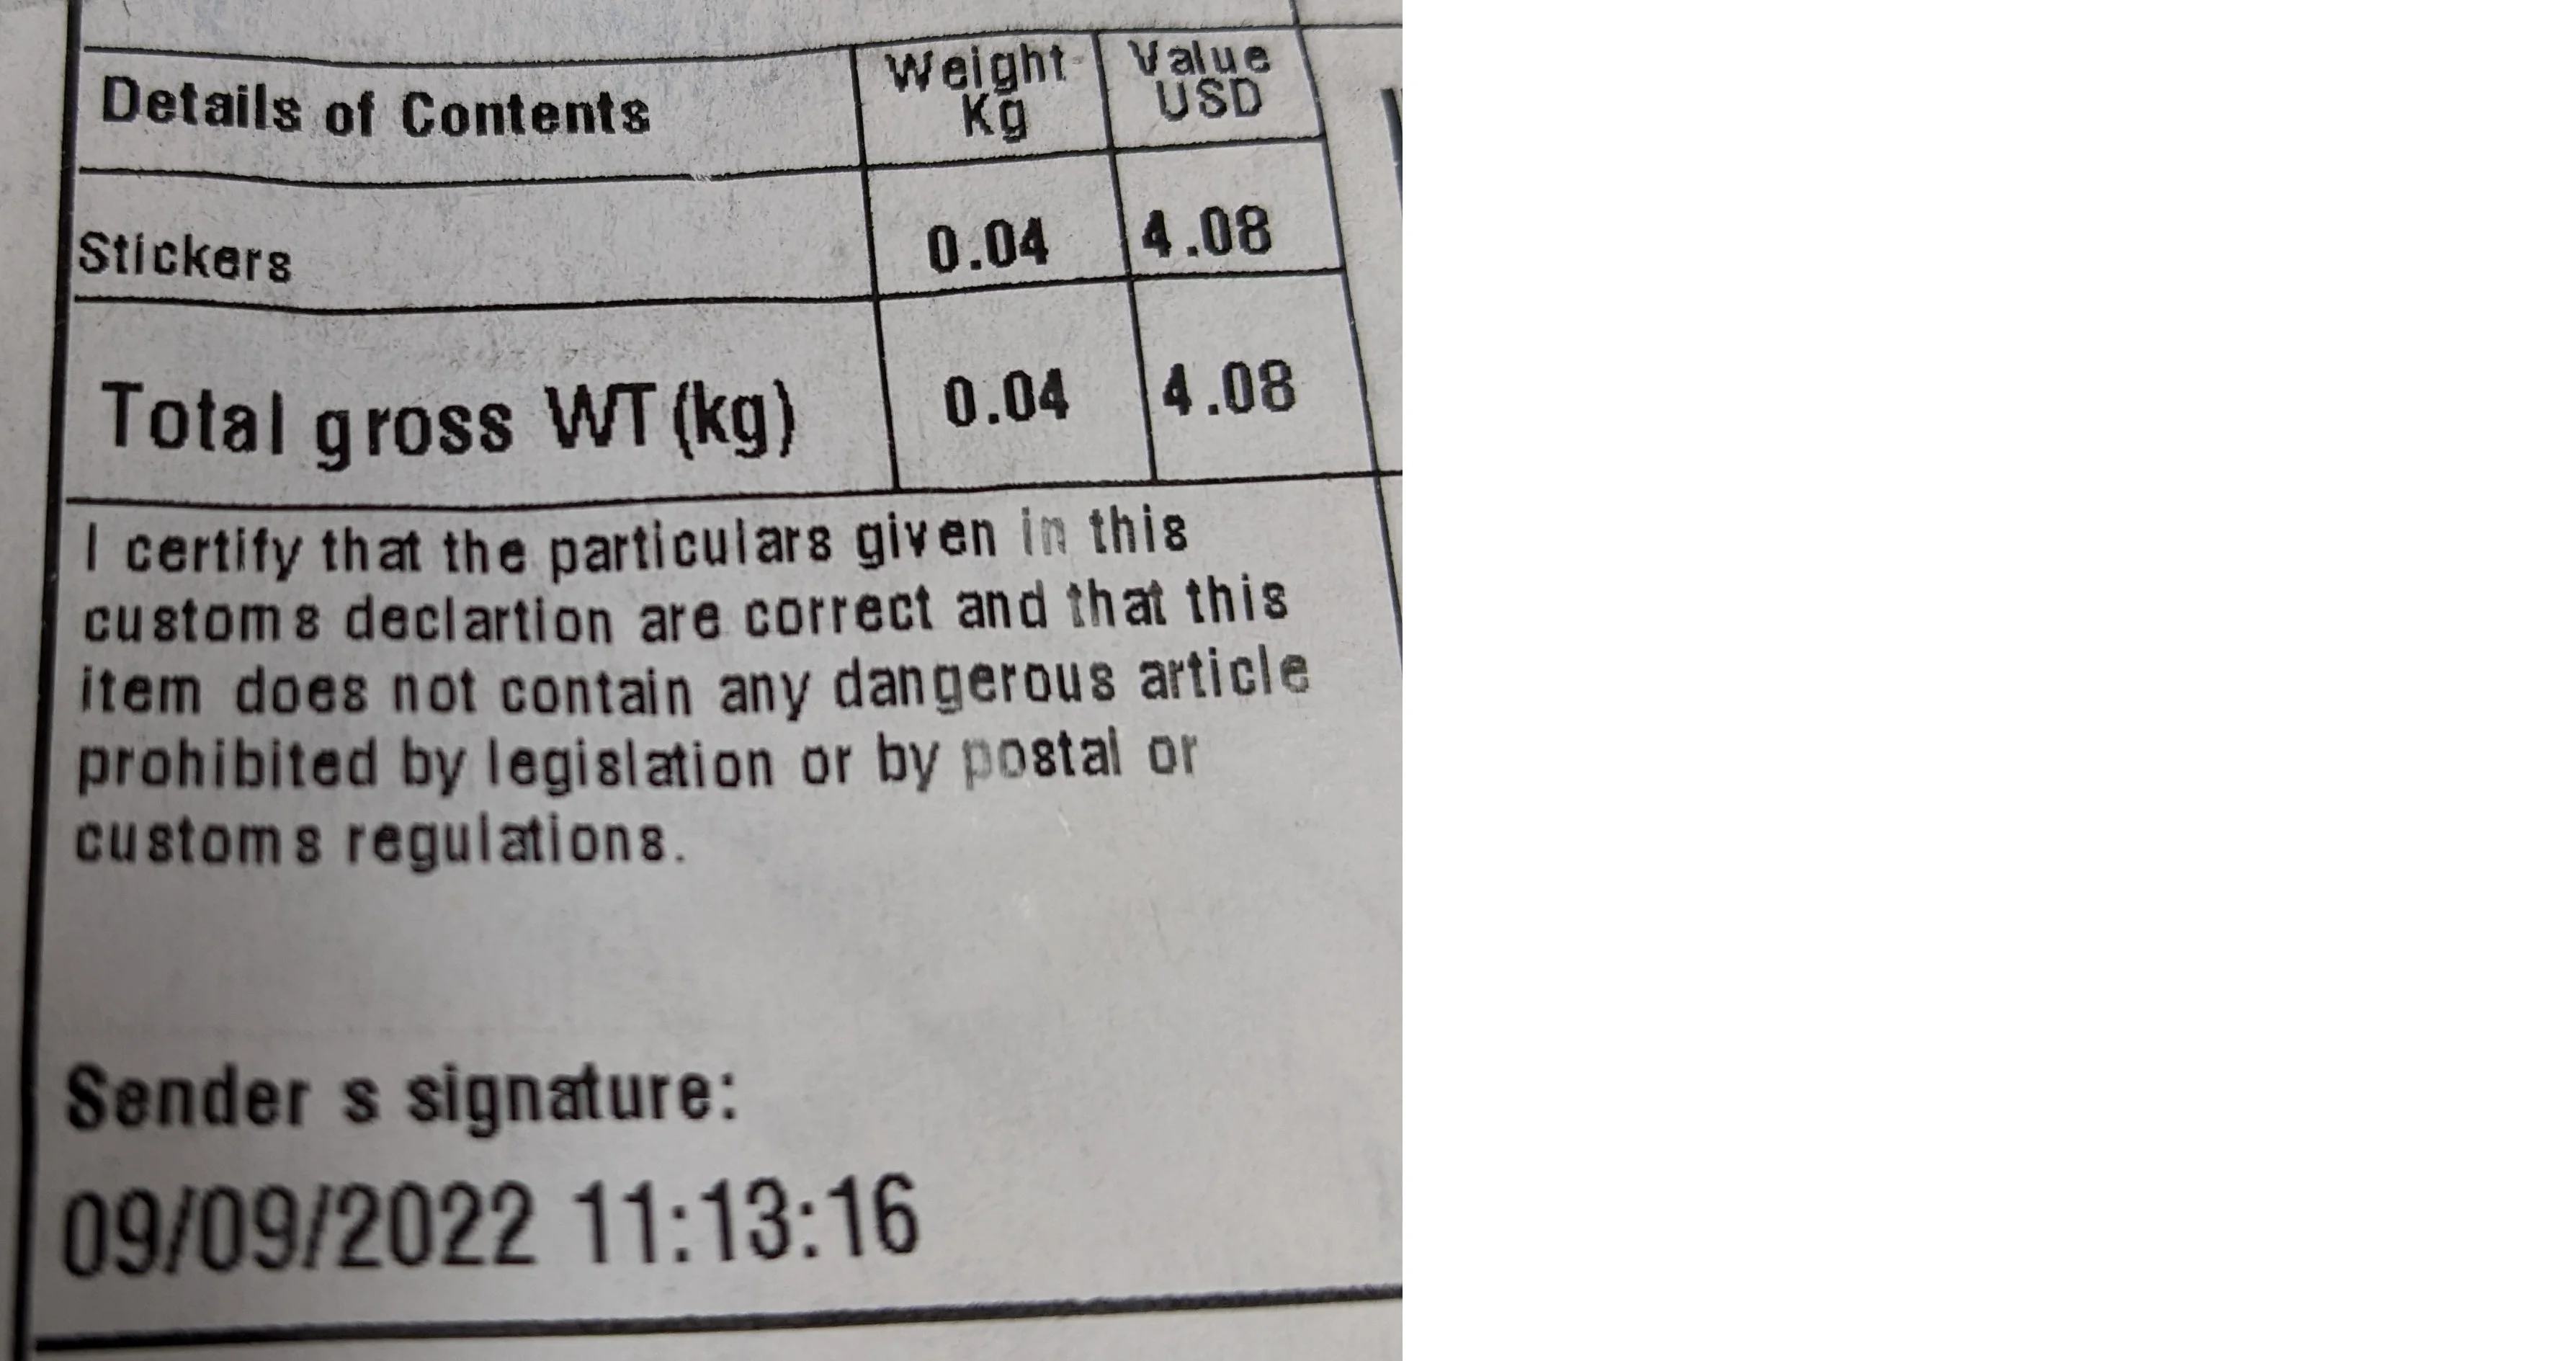 Details of Contents Weight Kg Value USD
Stickers 0.04 4.08
Total gross WT(kg) 0.04 4.08
I certify that the particulars given in this
customs declartion are correct and that this
item does not contain any dangerous article
prohibited by legislation or by postal or
customs regulations.
Sender s signature:
09/09/2022 11:13:16